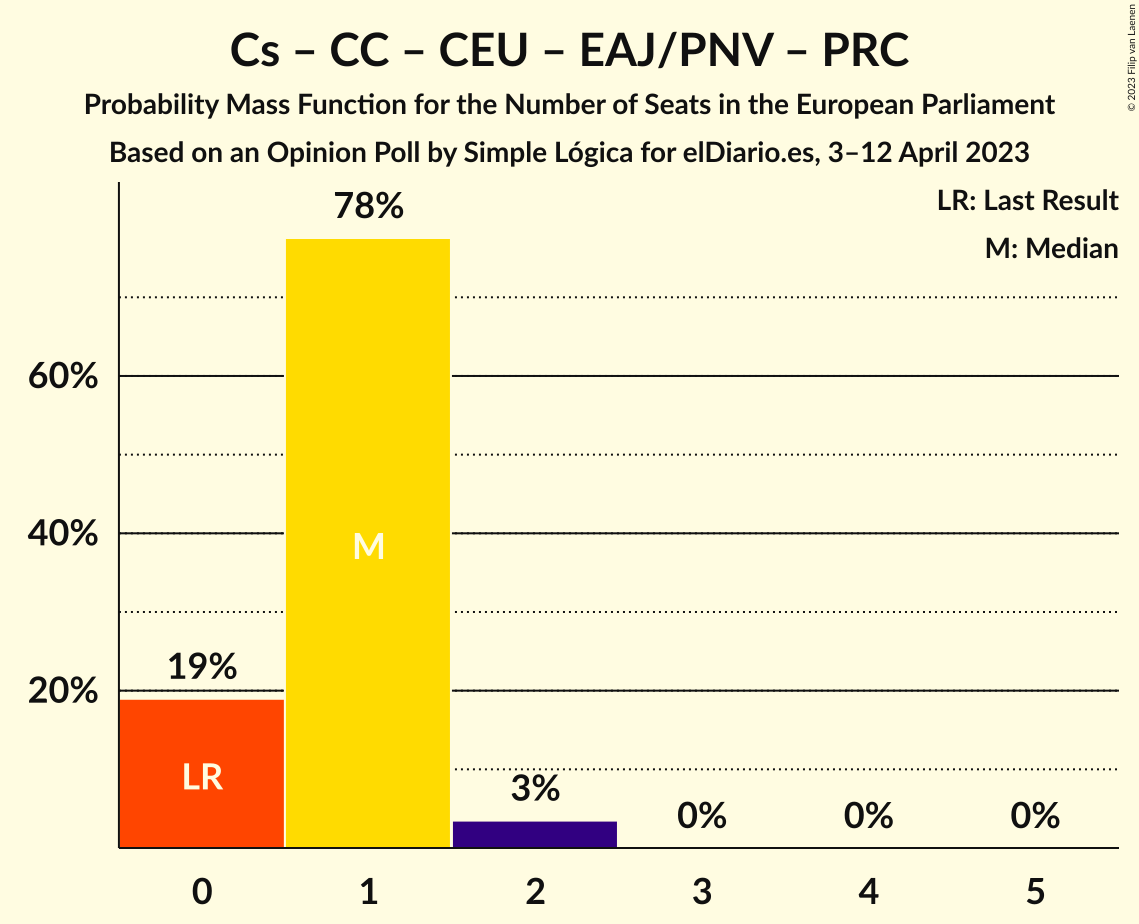 Cs – CC – CEU – EAJ/PNV – PRC
Probability Mass Function for the Number of Seats in the European Parliament
Based on an Opinion Poll by Simple Lógica for elDiario.es, 3–12 April 2023
© 2023 Filip van Laenen
LR: Last Result
M: Median
78%
60%
40%
M
19%
20%
LR
3%
0%
0%
0%
0
1
2
3
4
5